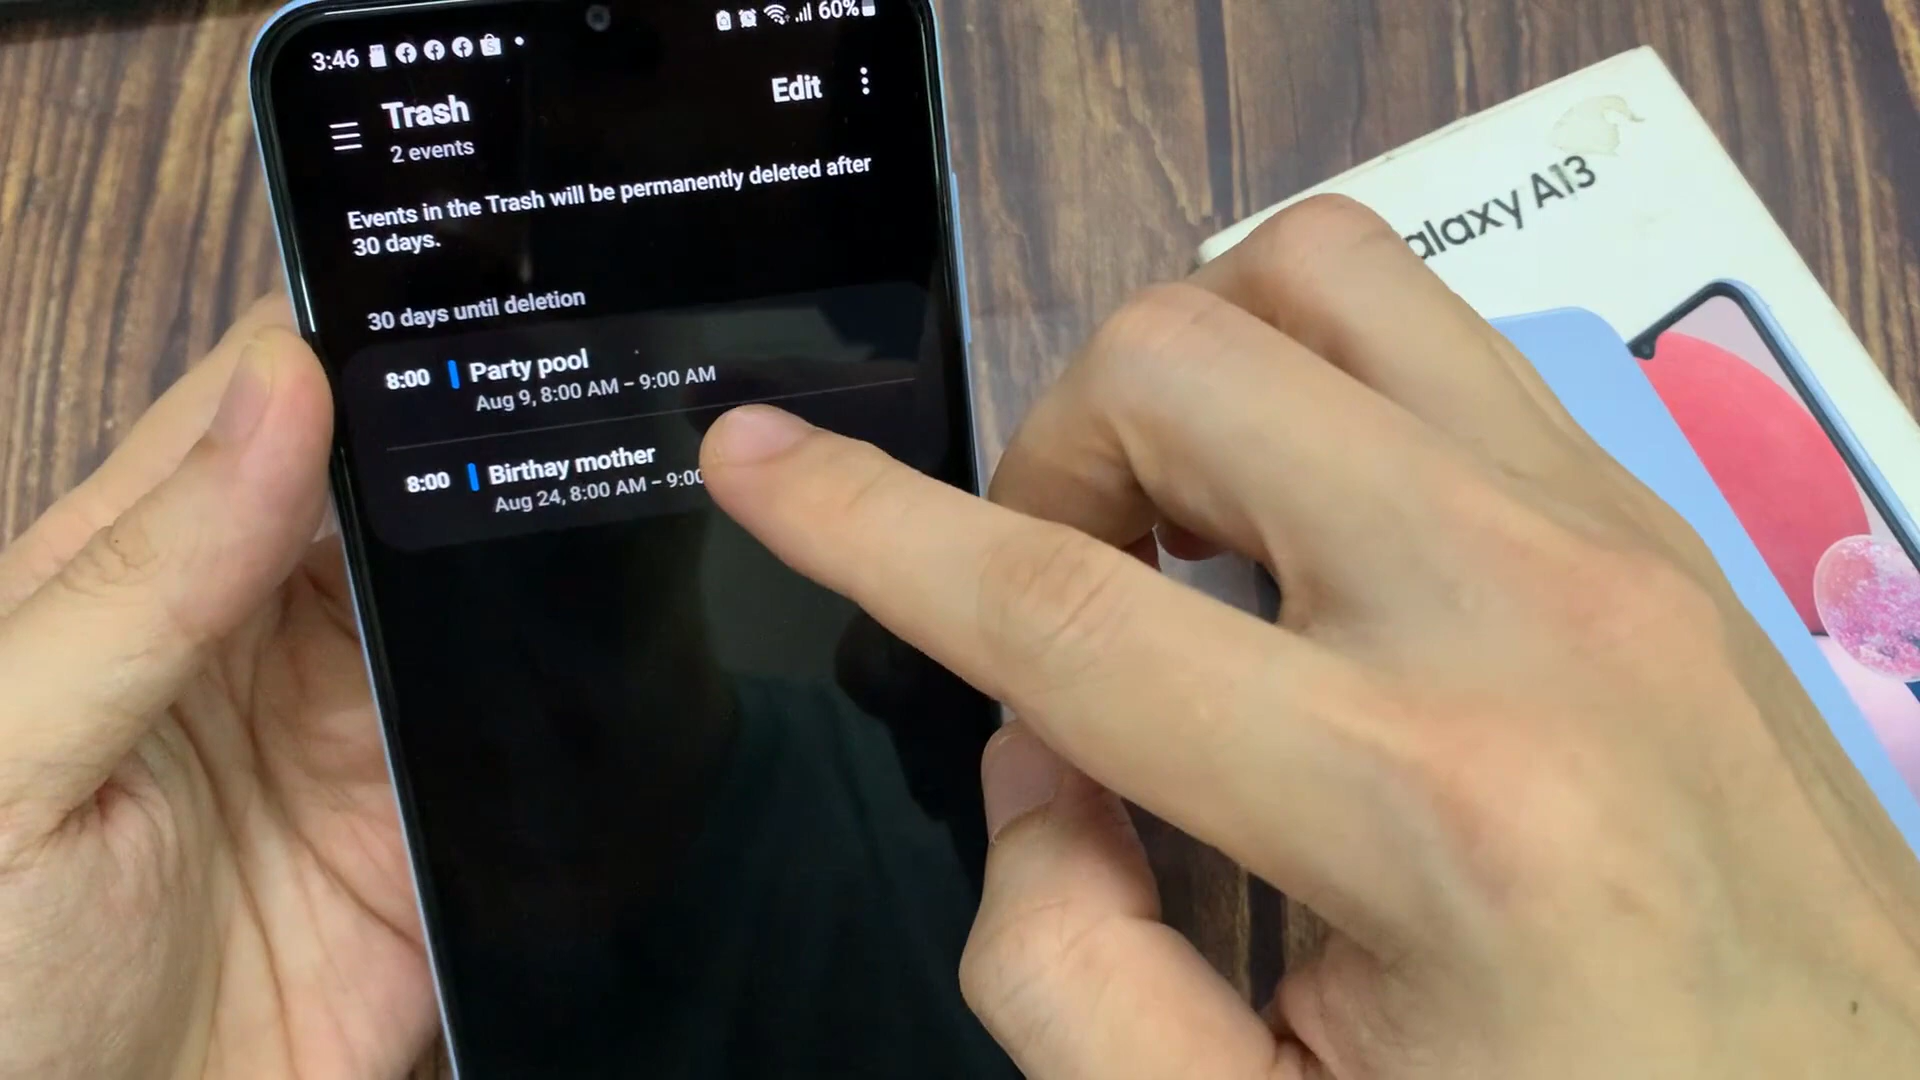 3:46
60%
Trash
Edit
2 events
Events in the Trash will be permanently deleted after
30 days.
30 days until deletion
8:00
Party pool
Aug 9, 8:00 AM – 9:00 AM
8:00
Birthay mother
Aug 24, 8:00 AM – 9:00
alaxy A13